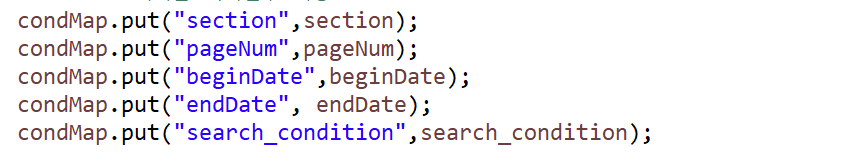 condMap.put("section",section);
condMap.put("pageNum",pageNum);
condMap.put("beginDate",beginDate);
condMap.put("endDate", endDate);
condMap.put("search_condition",search_condition);